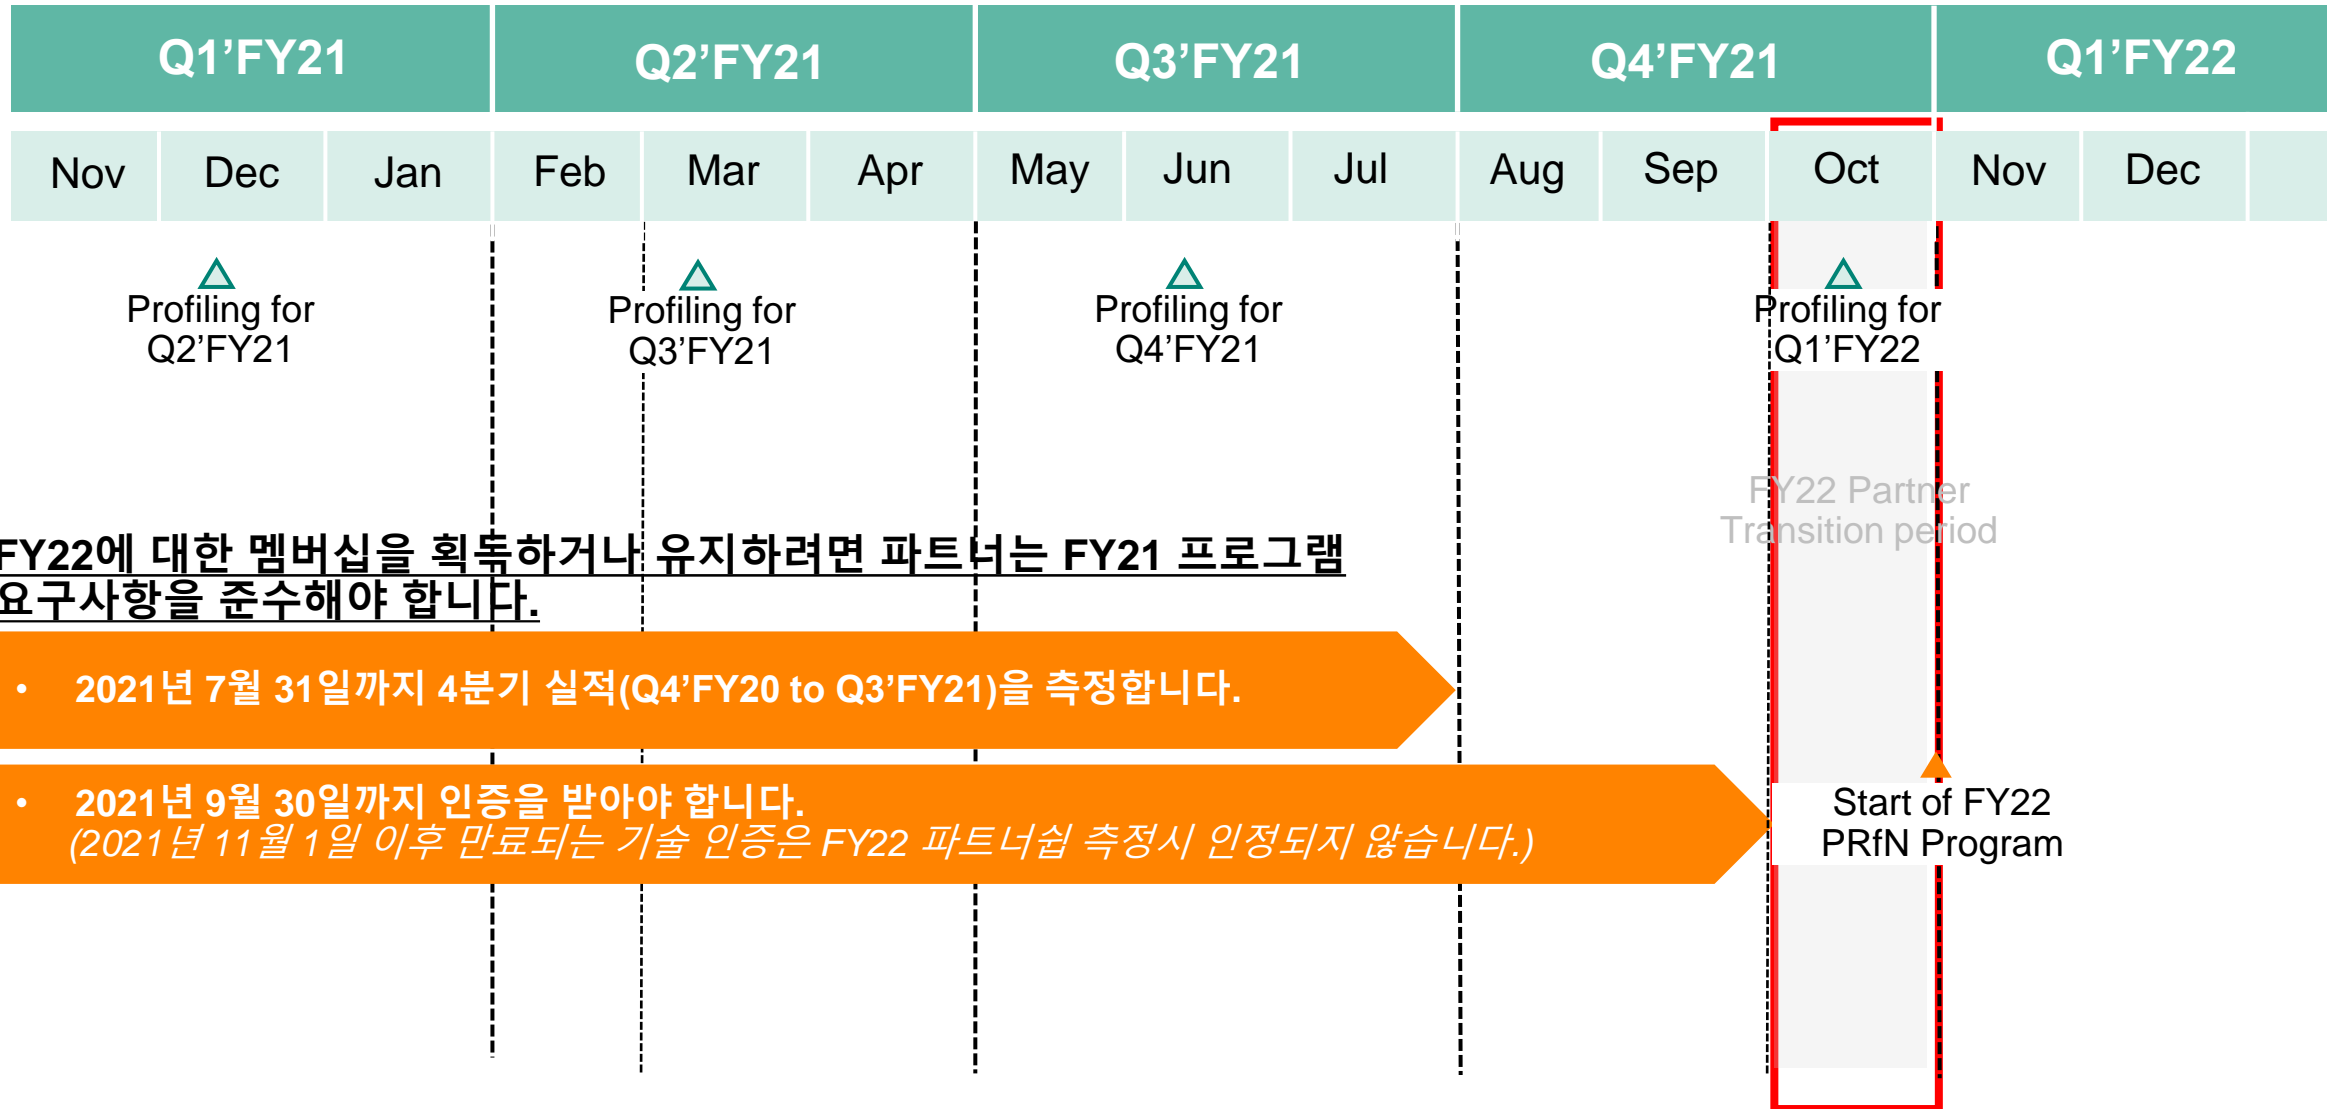 Q1’FY21
Q2’FY21
Q3’FY21
Q4’FY21
Q1’FY22
Nov
Dec
Jan
Feb
Mar
Apr
May
Jun
Jul
Aug
Sep
Oct
Nov
Dec
Profiling for
Q2’FY21
Profiling for
Q3’FY21
Profiling for
Q4’FY21
Profiling for
Q1’FY22
FY22 Partner
Transition period
FY22에 대한 멤버십을 획득하거나 유지하려면 파트너는 FY21 프로그램
요구사항을 준수해야 합니다.
• 2021년 7월 31일까지 4분기 실적(Q4’FY20 to Q3’FY21)을 측정합니다.
• 2021년 9월 30일까지 인증을 받아야 합니다.
(2021년 11월 1일 이후 만료되는 기술 인증은 FY22 파트너쉽 측정시 인정되지 않습니다.)
Start of FY22
PRfN Program